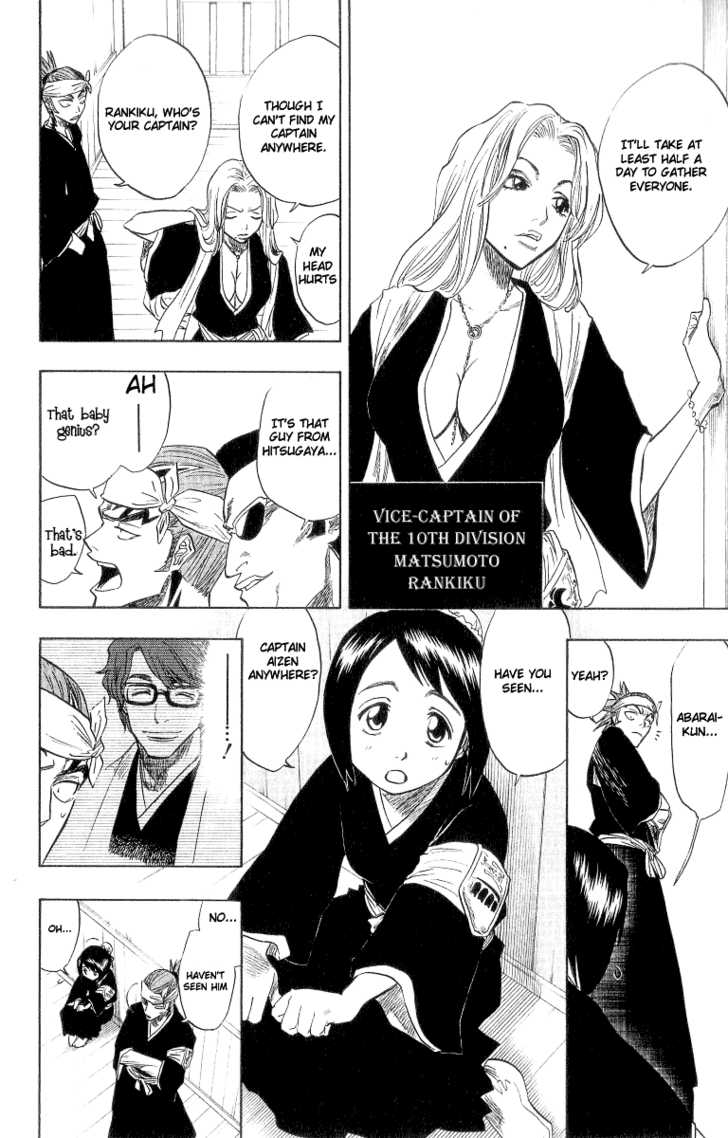 IT'LL TAKE AT
LEAST HALF A
DAY TO GATHER
EVERYONE.
VICE-CAPTAIN OF
THE 10TH DIVISION
MATSUMOTO
RANKIKU
THOUGH I
CAN'T FIND MY
CAPTAIN
ANYWHERE.
RANKIKU, WHO'S
YOUR CAPTAIN?
MY
HEAD
HURTS
IT'S THAT
GUY FROM
HITSUGAYA...
AH
That baby
genius?
That's
bad.
ABARAI-
KUN...
YEAH?
HAVE YOU
SEEN...
CAPTAIN
AIZEN
ANYWHERE?
......!
NO...
HAVEN'T
SEEN HIM
OH...